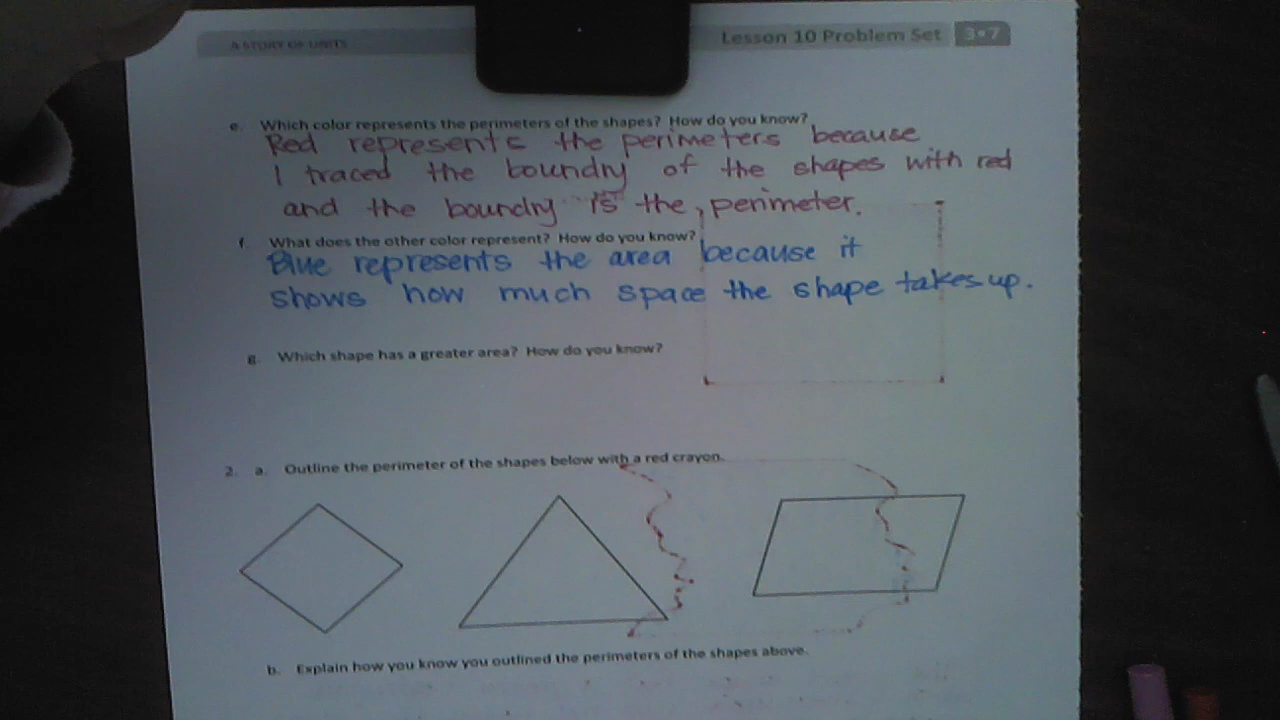 A STORY OF UNITS
Lesson 10 Problem Set 3•7
e. Which color represents the perimeters of the shapes? How do you know?
Red represents the perimeters because
I traced the boundry of the shapes with red
and the boundry is the perimeter.
f. What does the other color represent? How do you know?
Blue represents the area because it
shows how much space the shape takes up.
g. Which shape has a greater area? How do you know?
2. a. Outline the perimeter of the shapes below with a red crayon.
b. Explain how you know you outlined the perimeters of the shapes above.